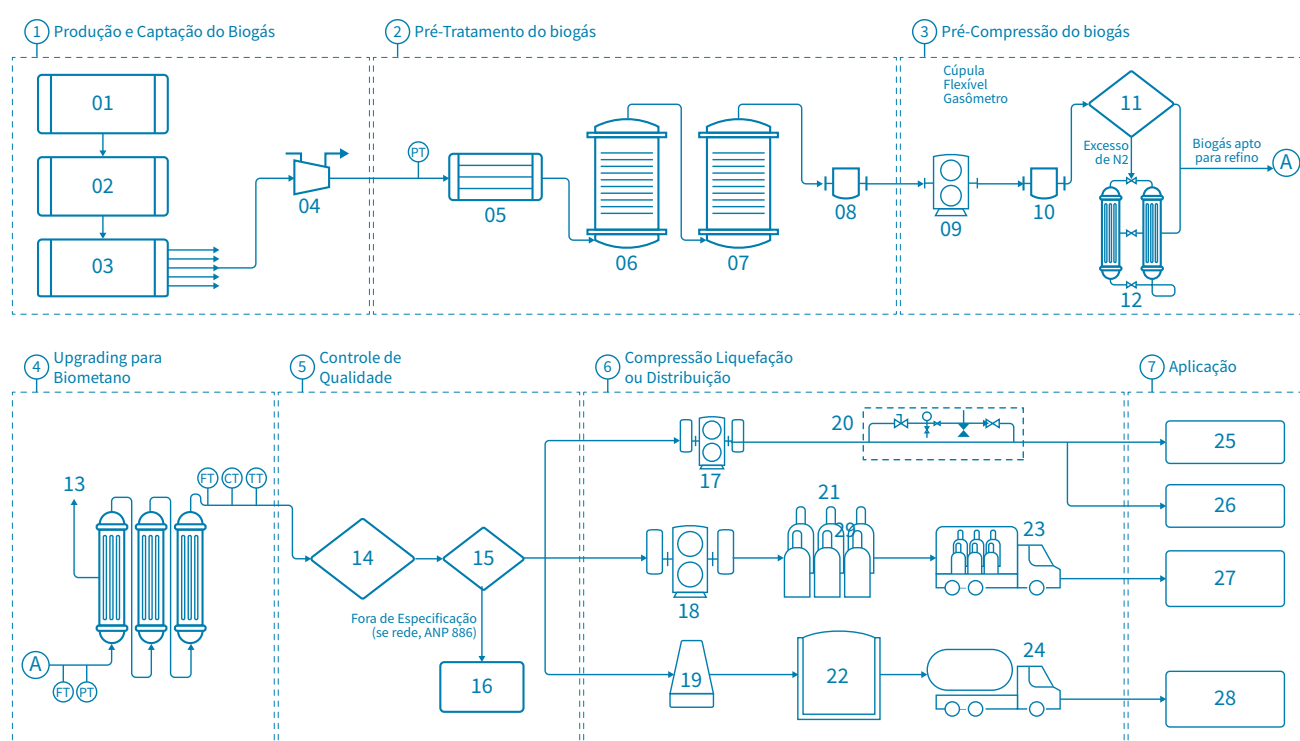 1 Produção e Captação do Biogás
2 Pré-Tratamento do biogás
3 Pré-Compressão do biogás
01
02
03
04
PT
05
06
07
08
Cúpula
Flexível
Gasômetro
09
10
11
Excesso
de N2
12
Biogás apto
para refino
A
4 Upgrading para
Biometano
5 Controle de
Qualidade
6 Compressão Liquefação
ou Distribuição
7 Aplicação
13
FT CT TT
A
FT PT
14
15
Fora de Especificação
(se rede, ANP 886)
16
17
20
18
21
29
23
19
22
24
25
26
27
28